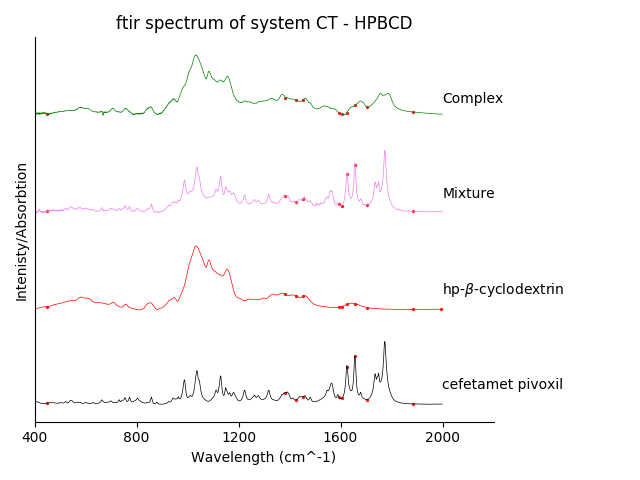 ftir spectrum of system CT - HPBCD
Complex
Mixture
hp-β-cyclodextrin
cefetamet pivoxil
Intenisty/Absorbtion
400 800 1200 1600 2000
Wavelength (cm^-1)